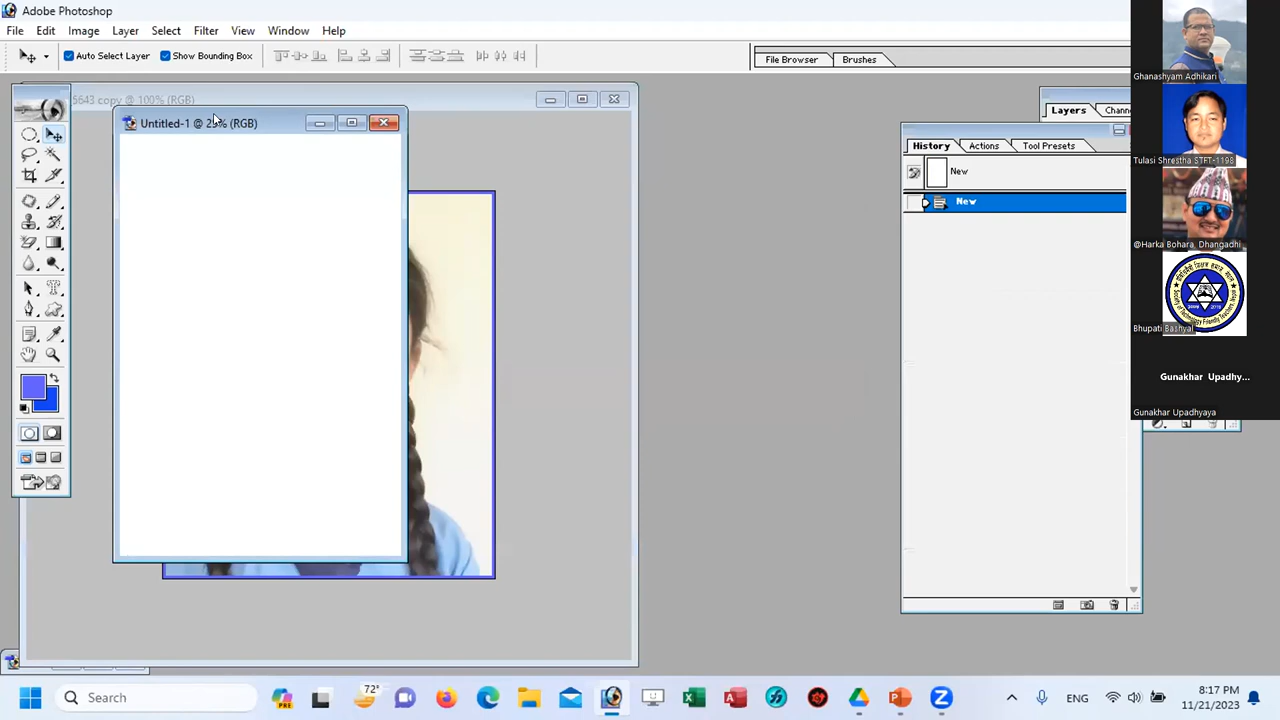 Adobe Photoshop
File Edit Image Layer Select Filter View Window Help
Auto Select Layer Show Bounding Box
File Browser Brushes
5643 copy @ 100% (RGB)
Untitled-1 @ 2 % (RGB)
Layers Channe
History Actions Tool Presets
New
New
Ghanashyam Adhikari
Tulasi Shrestha STFT-1198
@Harka Bohara, Dhangadhi
Bhupati Bashyal
Gunakhar Upadhy...
Gunakhar Upadhyaya
Search
PRE
72°
ENG
8:17 PM
11/21/2023